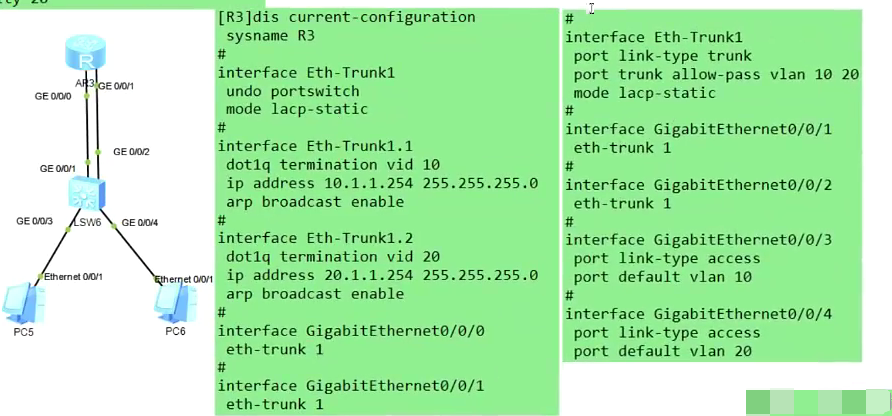 ity 20
R
AR3
GE 0/0/1
GE 0/0/0
GE 0/0/2
GE 0/0/1
GE 0/0/3
LSW6
GE 0/0/4
Ethernet 0/0/1
Ethernet 0/0/1
PC5
PC6
[R3]dis current-configuration
sysname R3
#
interface Eth-Trunk1
undo portswitch
mode lacp-static
#
interface Eth-Trunk1.1
dot1q termination vid 10
ip address 10.1.1.254 255.255.255.0
arp broadcast enable
#
interface Eth-Trunk1.2
dot1q termination vid 20
ip address 20.1.1.254 255.255.255.0
arp broadcast enable
#
interface GigabitEthernet0/0/0
eth-trunk 1
#
interface GigabitEthernet0/0/1
eth-trunk 1
#
interface Eth-Trunk1
port link-type trunk
port trunk allow-pass vlan 10 20
mode lacp-static
#
interface GigabitEthernet0/0/1
eth-trunk 1
#
interface GigabitEthernet0/0/2
eth-trunk 1
#
interface GigabitEthernet0/0/3
port link-type access
port default vlan 10
#
interface GigabitEthernet0/0/4
port link-type access
port default vlan 20